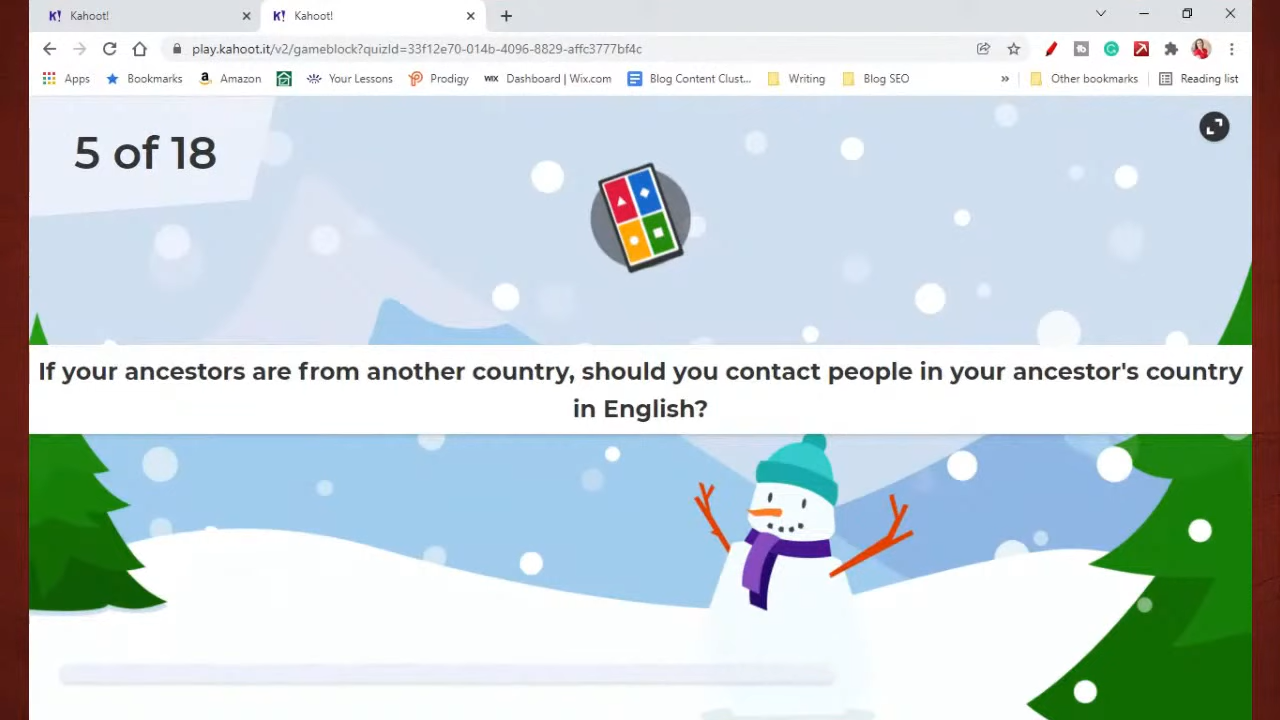 Kahoot!
Kahoot!
play.kahoot.it/v2/gameblock?quizId=33f12e70-014b-4096-8829-affc3777bf4c
Apps Bookmarks Amazon Your Lessons Prodigy WIX Dashboard | Wix.com Blog Content Clust... Writing Blog SEO » Other bookmarks Reading list
5 of 18
If your ancestors are from another country, should you contact people in your ancestor's country
in English?